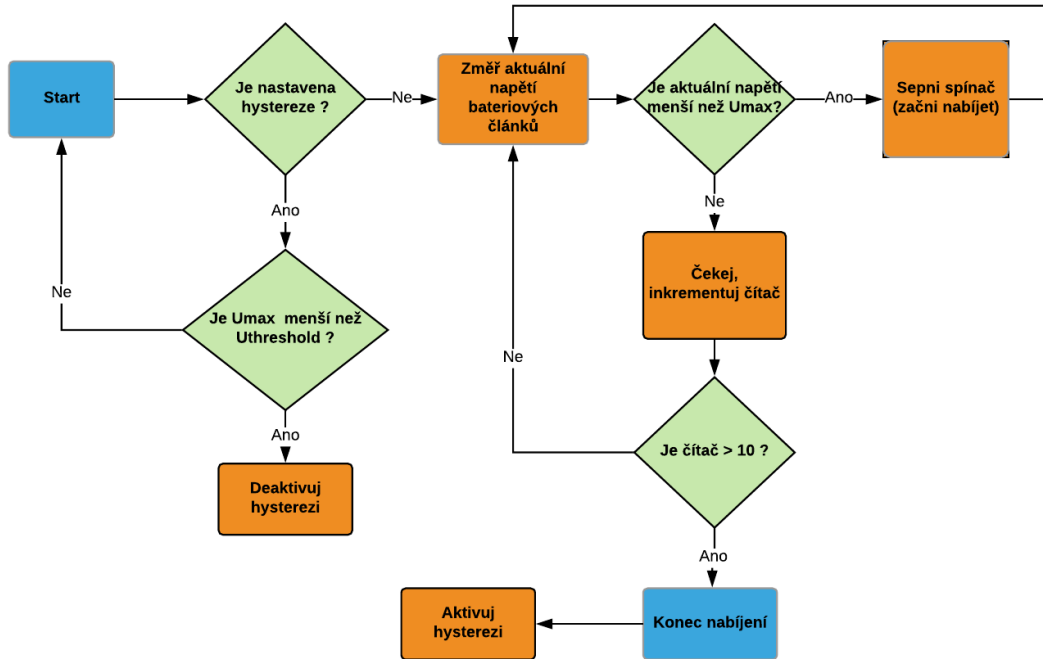 Start
Je nastavena
hystereze ?
Ne
Změř aktuální
napětí
bateriových
článků
Je aktuální napětí
menší než Umax?
Ano
Sepni spínač
(začni nabíjet)
Ano
Ne
Ne
Je Umax  menší než
Uthreshold ?
Čekej,
inkrementuj čítač
Ne
Ano
Deaktivuj
hysterezi
Je čítač > 10 ?
Ano
Aktivuj
hysterezi
Konec nabíjení